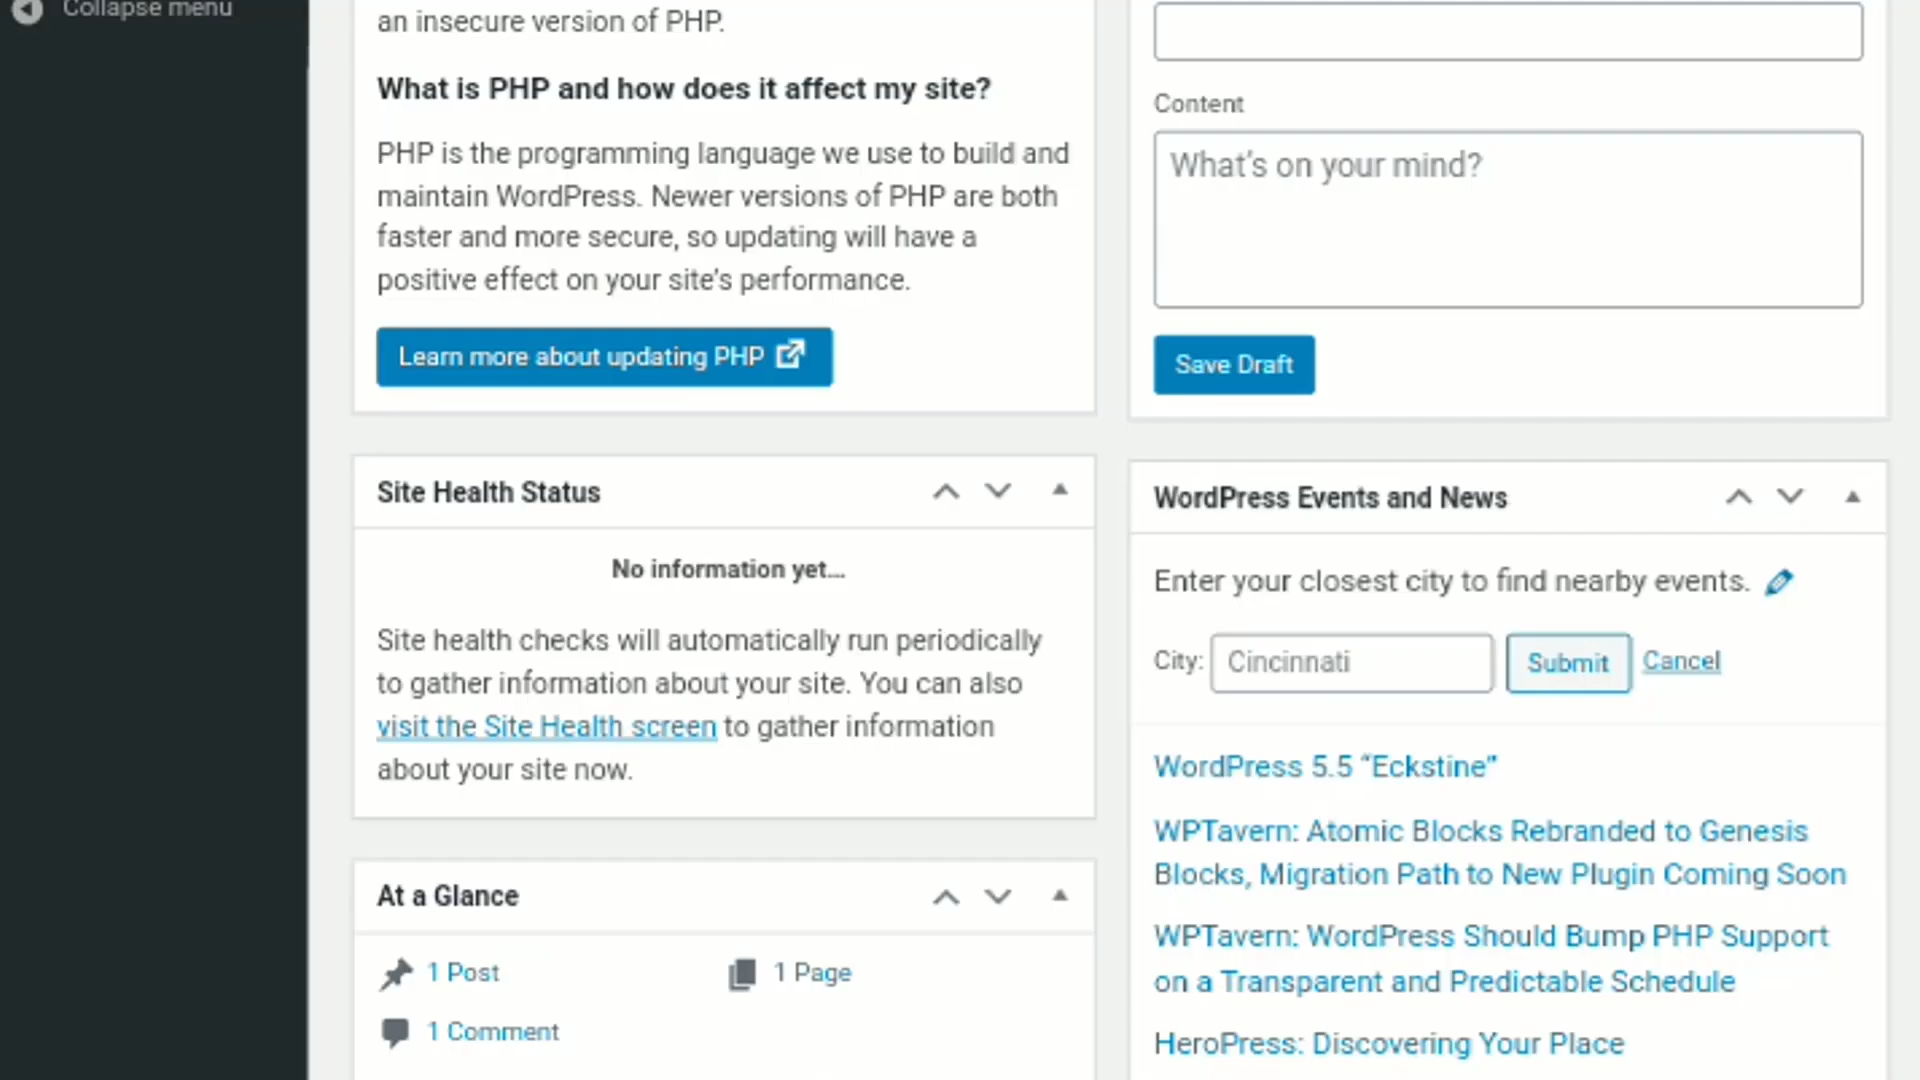 Collapse menu
an insecure version of PHP.
What is PHP and how does it affect my site?
PHP is the programming language we use to build and
maintain WordPress. Newer versions of PHP are both
faster and more secure, so updating will have a
positive effect on your site's performance.
Learn more about updating PHP
Site Health Status
No information yet...
Site health checks will automatically run periodically
to gather information about your site. You can also
visit the Site Health screen to gather information
about your site now.
At a Glance
1 Post
1 Page
1 Comment
Content
What's on your mind?
Save Draft
WordPress Events and News
Enter your closest city to find nearby events.
City: Cincinnati Submit Cancel
WordPress 5.5 “Eckstine”
WPTavern: Atomic Blocks Rebranded to Genesis
Blocks, Migration Path to New Plugin Coming Soon
WPTavern: WordPress Should Bump PHP Support
on a Transparent and Predictable Schedule
HeroPress: Discovering Your Place